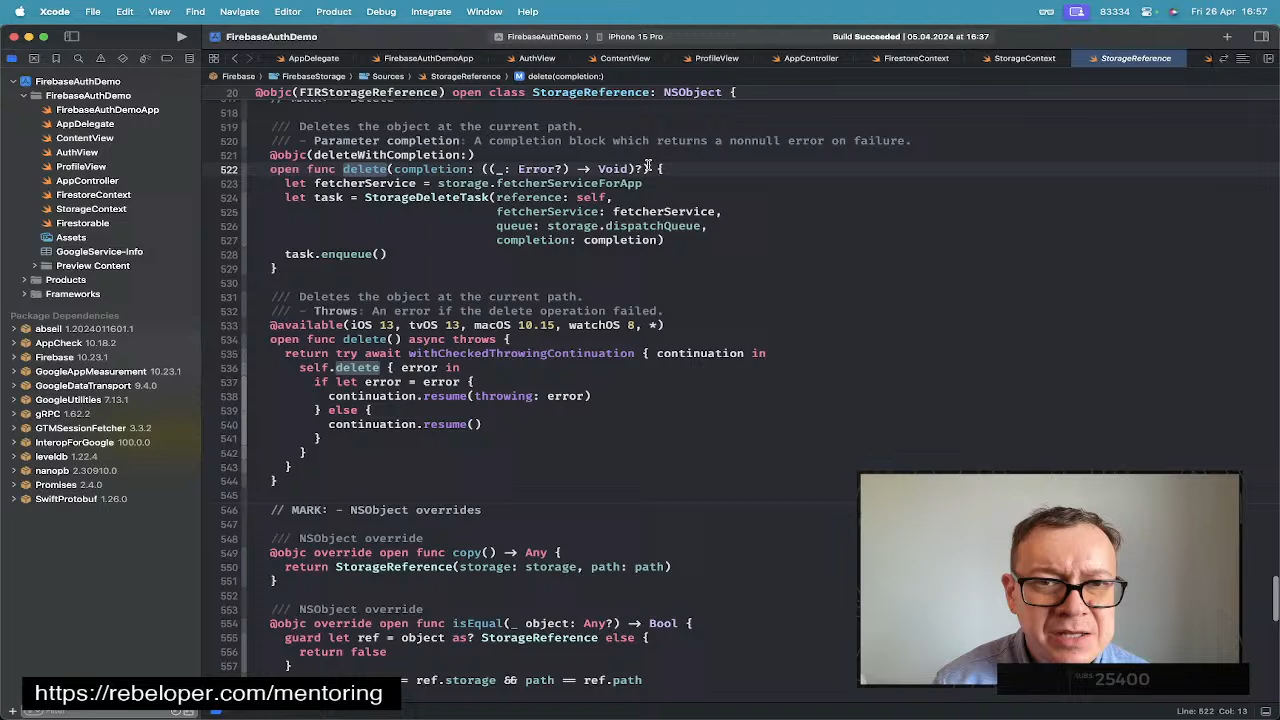 Xcode File Edit View Find Navigate Editor Product Debug Integrate Window Help 83334 Fri 26 Apr 16:57
FirebaseAuthDemo FirebaseAuthDemo iPhone 15 Pro Build Succeeded | 05.04.2024 at 16:37
AppDelegate FirebaseAuthDemoApp AuthView ContentView ProfileView AppController FirestoreContext StorageContext StorageReference
Firebase FirebaseStorage Sources StorageReference M delete(completion:)
FirebaseAuthDemo
FirebaseAuthDemo
FirebaseAuthDemoApp
AppDelegate
ContentView
AuthView
ProfileView
AppController
FirestoreContext
StorageContext
Firestorable
Assets
GoogleService-Info
Preview Content
Products
Frameworks
Package Dependencies
abseil 1.2024011601.1
AppCheck 10.18.2
Firebase 10.23.1
GoogleAppMeasurement 10.23.1
GoogleDataTransport 9.4.0
GoogleUtilities 7.13.1
gRPC 1.62.2
GTMSessionFetcher 3.3.2
InteropForGoogle 100.0.0
leveldb 1.22.4
nanopb 2.30910.0
Promises 2.4.0
SwiftProtobuf 1.26.0
20 @objc(FIRStorageReference) open class StorageReference: NSObject {
517 // MARK: - Delete
518
519 /// Deletes the object at the current path.
520 /// - Parameter completion: A completion block which returns a nonnull error on failure.
521 @objc(deleteWithCompletion:)
522 open func delete(completion: ((_: Error?) -> Void)?) {
523 let fetcherService = storage.fetcherServiceForApp
524 let task = StorageDeleteTask(reference: self,
525 fetcherService: fetcherService,
526 queue: storage.dispatchQueue,
527 completion: completion)
528 task.enqueue()
529 }
530
531 /// Deletes the object at the current path.
532 /// - Throws: An error if the delete operation failed.
533 @available(iOS 13, tvOS 13, macOS 10.15, watchOS 8, *)
534 open func delete() async throws {
535 return try await withCheckedThrowingContinuation { continuation in
536 self.delete { error in
537 if let error = error {
538 continuation.resume(throwing: error)
539 } else {
540 continuation.resume()
541 }
542 }
543 }
544 }
545
546 // MARK: - NSObject overrides
547
548 /// NSObject override
549 @objc override open func copy() -> Any {
550 return StorageReference(storage: storage, path: path)
551 }
552
553 /// NSObject override
554 @objc override open func isEqual(_ object: Any?) -> Bool {
555 guard let ref = object as? StorageReference else {
556 return false
557 }
== ref.storage && path == ref.path
https://rebeloper.com/mentoring
SUBS: 25400
Line: 522 Col: 13